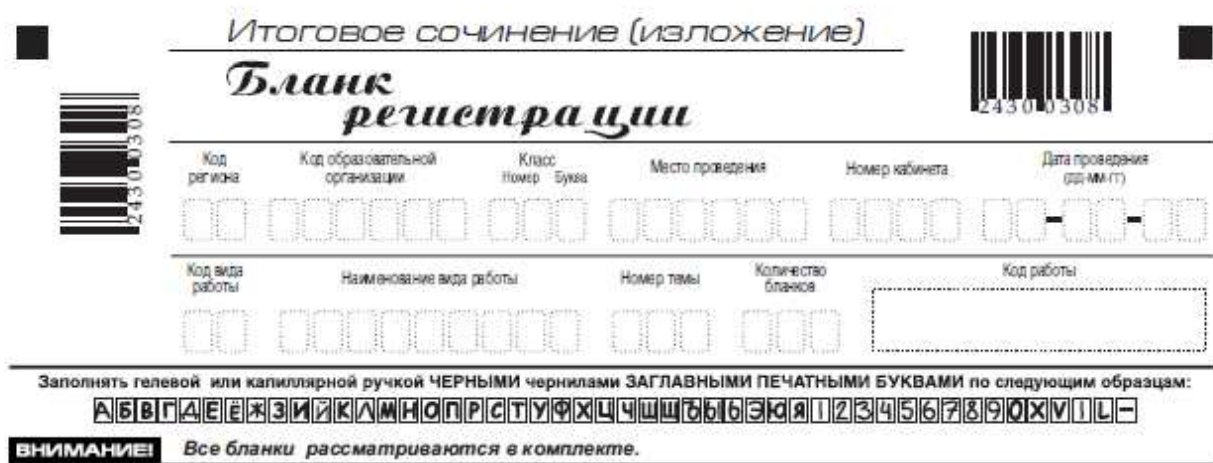 Итоговое сочинение (изложение)
Бланк
регистрации
2430 0308
2430 0308
Код региона
Код образовательной организации
Класс
Номер Буква
Место проведения
Номер кабинета
Дата проведения
(ДД-ММ-ГГ)
Код вида работы
Наименование вида работы
Номер темы
Количество бланков
Код работы
Заполнять гелевой или капиллярной ручкой ЧЕРНЫМИ чернилами ЗАГЛАВНЫМИ ПЕЧАТНЫМИ БУКВАМИ по следующим образцам:
АБВГДЕЁЖЗИЙКЛМНОПРСТУФХЦЧШЩЪЫЬЭЮЯ1234567890XVIL-
ВНИМАНИЕ! Все бланки рассматриваются в комплекте.